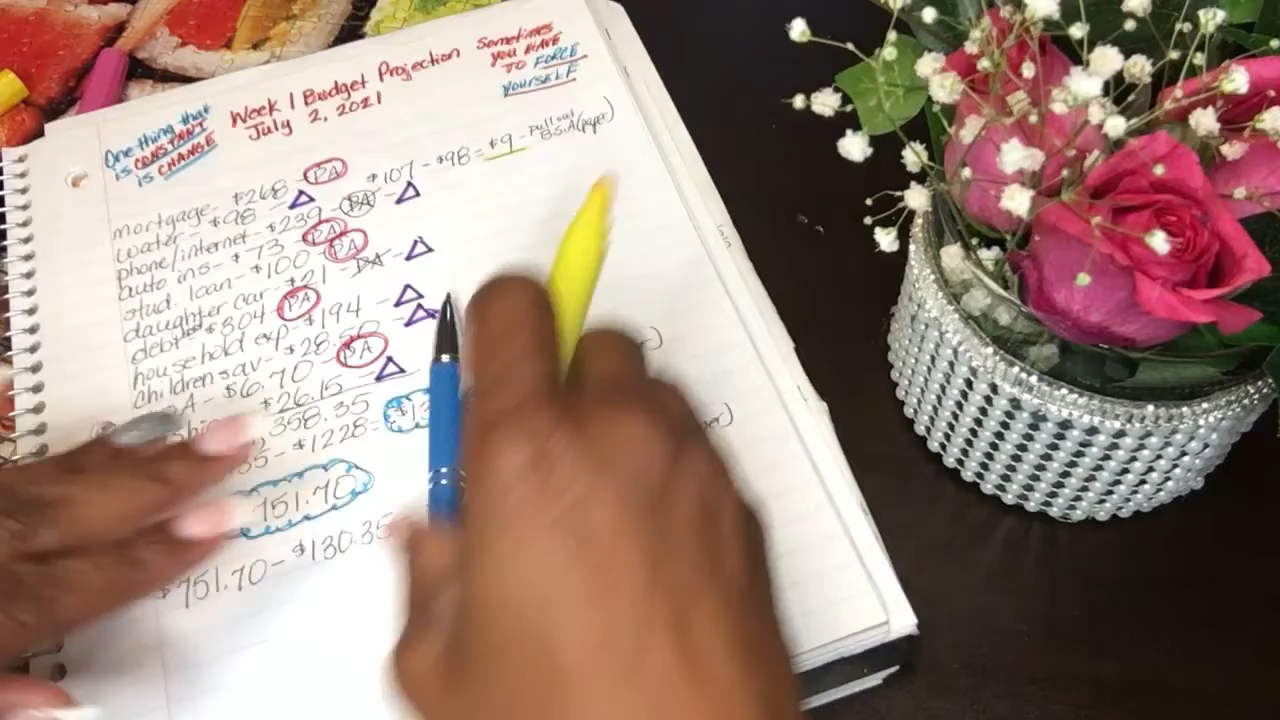 One thing that
is CONSTANT
is CHANGE
Week 1 Budget Projection
July 2, 2021
Sometimes
you HAVE
TO FORCE
YOURSELF
mortgage- $268 - PA
water - $98 - $107 - $98 = $9 - pull out B.S.A (paper)
phone/internet- $239 - PA -
auto ins- $73 - PA
stud. loan- $100 - PA
daughter car- $21 - PA -
debt- $304 - PA
household exp- $194 -
children sav- $28.50
A - $6.70 - PA
$26.15
358.35
- $1228=
751.70
$751.70- $130.35